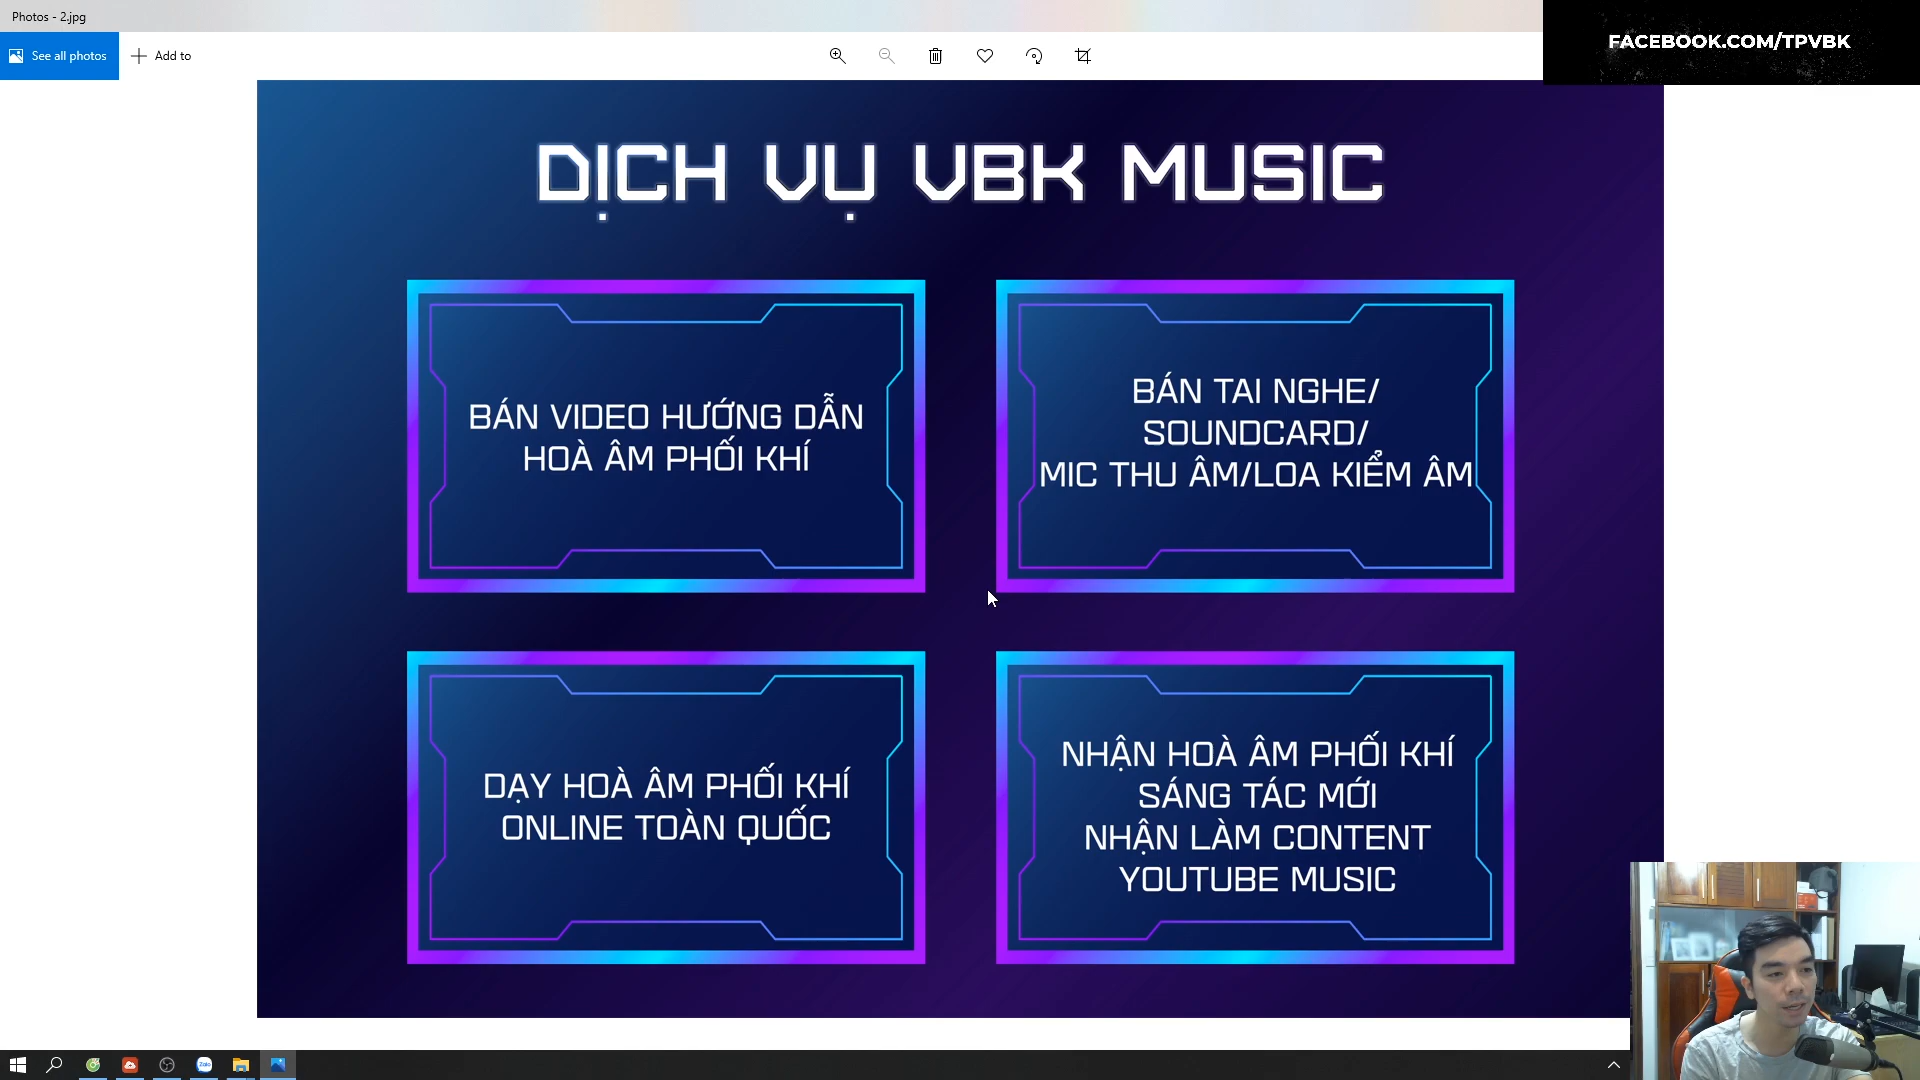 Photos - 2.jpg
FACEBOOK.COM/TPVBK
See all photos
Add to
DỊCH VỤ VBK MUSIC
BÁN VIDEO HƯỚNG DẪN
HOÀ ÂM PHỐI KHÍ
BÁN TAI NGHE/
SOUNDCARD/
MIC THU ÂM/LOA KIỂM ÂM
DẠY HOÀ ÂM PHỐI KHÍ
ONLINE TOÀN QUỐC
NHẬN HOÀ ÂM PHỐI KHÍ
SÁNG TÁC MỚI
NHẬN LÀM CONTENT
YOUTUBE MUSIC
Zalo